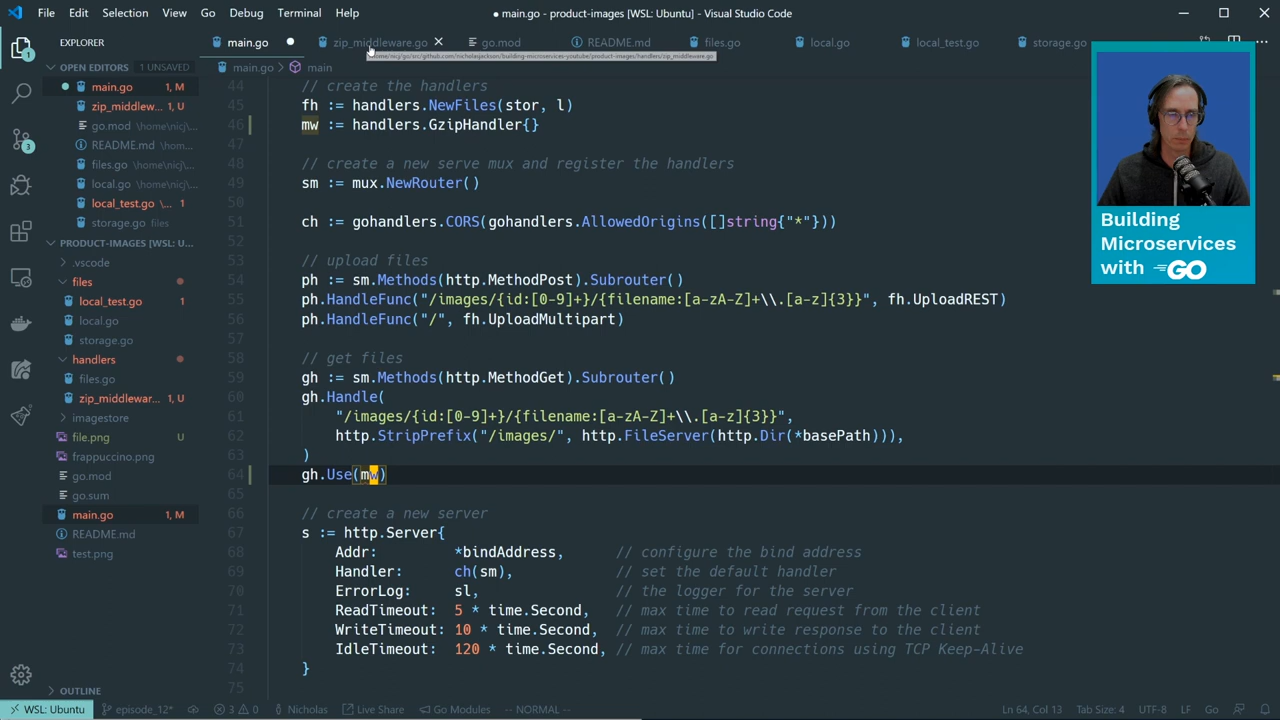 File Edit Selection View Go Debug Terminal Help
● main.go - product-images [WSL: Ubuntu] - Visual Studio Code
EXPLORER
main.go
zip_middleware.go
go.mod
README.md
files.go
local.go
local_test.go
storage.go
OPEN EDITORS 1 UNSAVED
main.go > main
main.go 1, M
zip_middlew... 1, U
go.mod \home\nicj\...
README.md \hom...
files.go \home\nicj\...
local.go \home\nicj\...
local_test.go \... 1
storage.go files
PRODUCT-IMAGES [WSL: U...
.vscode
files
local_test.go 1
local.go
storage.go
handlers
files.go
zip_middlewar... 1, U
imagestore
file.png U
frappuccino.png
go.mod
go.sum
main.go 1, M
README.md
test.png
OUTLINE
44 // create the handlers
45 fh := handlers.NewFiles(stor, l)
46 mw := handlers.GzipHandler{}
47
48 // create a new serve mux and register the handlers
49 sm := mux.NewRouter()
50
51 ch := gohandlers.CORS(gohandlers.AllowedOrigins([]string{"*"}))
52
53 // upload files
54 ph := sm.Methods(http.MethodPost).Subrouter()
55 ph.HandleFunc("/images/{id:[0-9]+}/{filename:[a-zA-Z]+\\.[a-z]{3}}", fh.UploadREST)
56 ph.HandleFunc("/", fh.UploadMultipart)
57
58 // get files
59 gh := sm.Methods(http.MethodGet).Subrouter()
60 gh.Handle(
61 "/images/{id:[0-9]+}/{filename:[a-zA-Z]+\\.[a-z]{3}}",
62 http.StripPrefix("/images/", http.FileServer(http.Dir(*basePath))),
63 )
64 gh.Use(mw)
65
66 // create a new server
67 s := http.Server{
68 Addr: *bindAddress, // configure the bind address
69 Handler: ch(sm), // set the default handler
70 ErrorLog: sl, // the logger for the server
71 ReadTimeout: 5 * time.Second, // max time to read request from the client
72 WriteTimeout: 10 * time.Second, // max time to write response to the client
73 IdleTimeout: 120 * time.Second, // max time for connections using TCP Keep-Alive
74 }
75
Building
Microservices
with GO
WSL: Ubuntu episode_12* 3 0 Nicholas Live Share Go Modules -- NORMAL -- Ln 64, Col 13 Tab Size: 4 UTF-8 LF Go